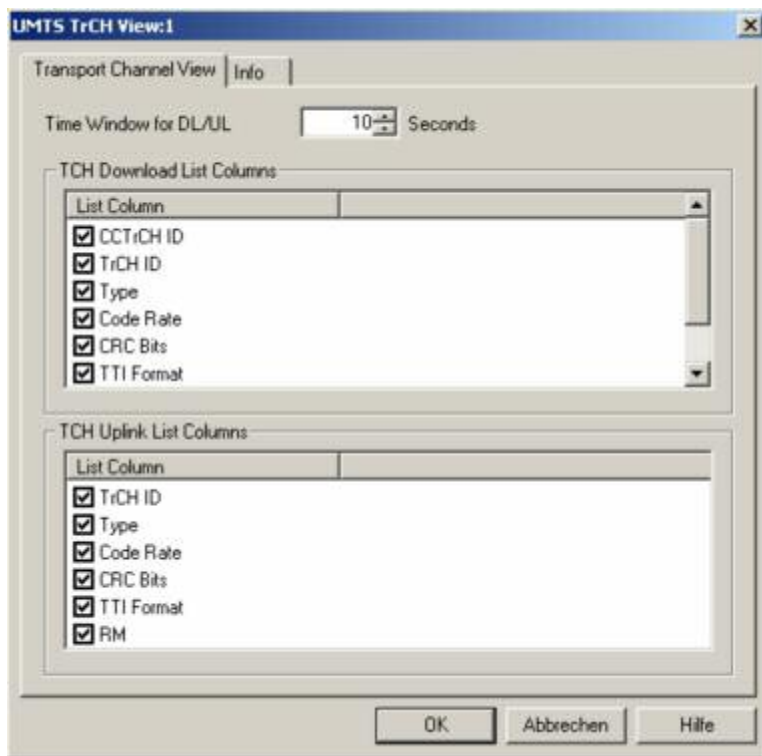 UMTS TrCH View:1
Transport Channel View
Info
Time Window for DL/UL 10 Seconds
TCH Download List Columns
List Column
CCTrCH ID
TrCH ID
Type
Code Rate
CRC Bits
TTI Format
TCH Uplink List Columns
List Column
TrCH ID
Type
Code Rate
CRC Bits
TTI Format
RM
OK
Abbrechen
Hilfe